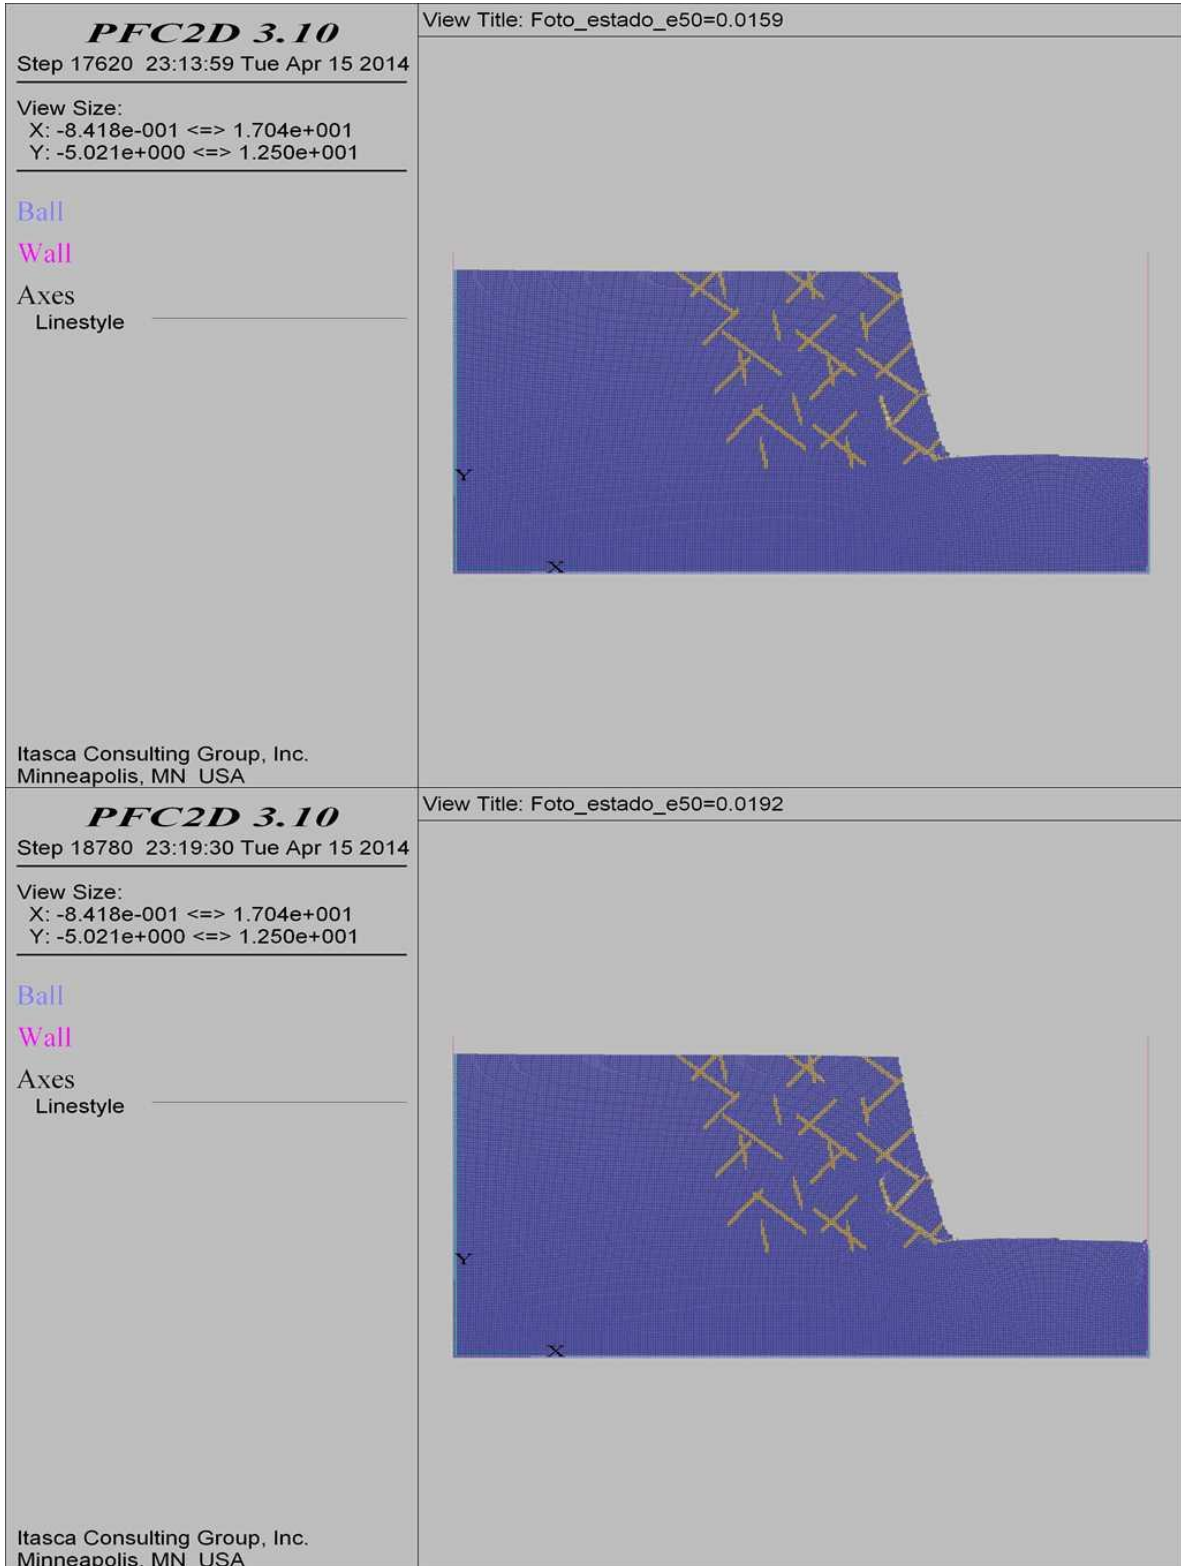 PFC2D 3.10
Step 17620 23:13:59 Tue Apr 15 2014
View Size:
X: -8.418e-001 <=> 1.704e+001
Y: -5.021e+000 <=> 1.250e+001
Ball
Wall
Axes
Linestyle
Itasca Consulting Group, Inc.
Minneapolis, MN USA
View Title: Foto_estado_e50=0.0159
Y
X
PFC2D 3.10
Step 18780 23:19:30 Tue Apr 15 2014
View Size:
X: -8.418e-001 <=> 1.704e+001
Y: -5.021e+000 <=> 1.250e+001
Ball
Wall
Axes
Linestyle
Itasca Consulting Group, Inc.
Minneapolis, MN USA
View Title: Foto_estado_e50=0.0192
Y
X